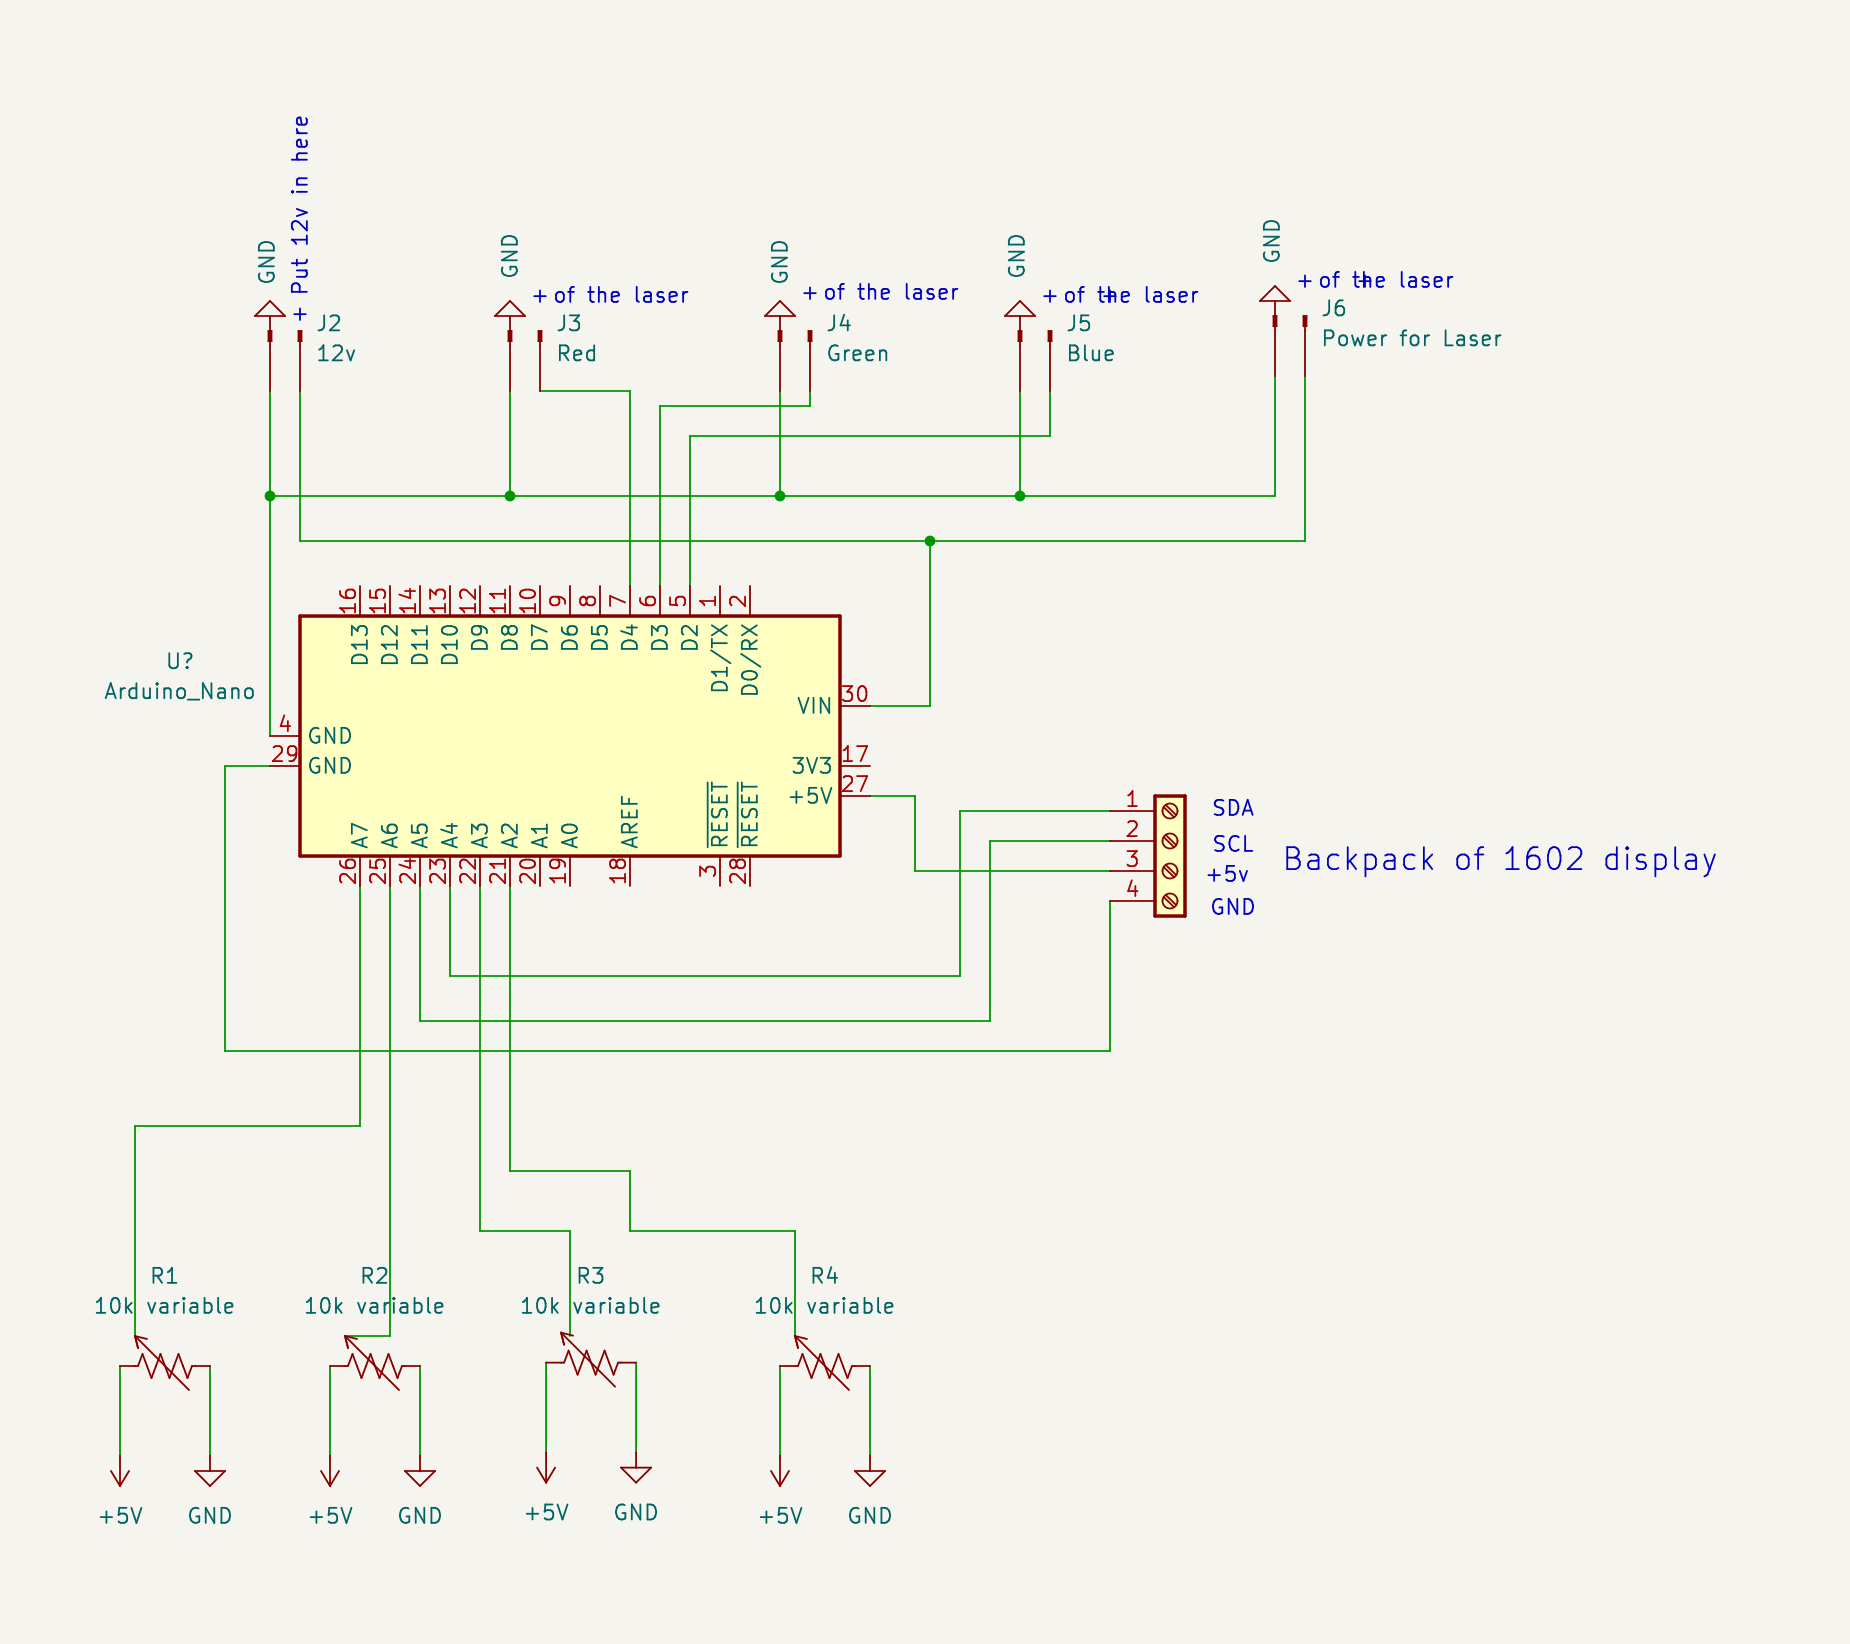 + Put 12v in here
GND
GND
GND
GND
GND
+ of the laser
+ of the laser
+ of the laser
+
+ of the laser
+
J2
12v
J3
Red
J4
Green
J5
Blue
J6
Power for Laser
16
15
14
13
12
11
10
9
8
7
6
5
1
2
D13
D12
D11
D10
D9
D8
D7
D6
D5
D4
D3
D2
D1/TX
D0/RX
U?
Arduino_Nano
4
GND
29
GND
VIN
30
3V3
17
+5V
27
A7
A6
A5
A4
A3
A2
A1
A0
AREF
RESET
RESET
26
25
24
23
22
21
20
19
18
3
28
1
SDA
2
SCL
3
+5v
4
GND
Backpack of 1602 display
R1
10k variable
R2
10k variable
R3
10k variable
R4
10k variable
+5V
GND
+5V
GND
+5V
GND
+5V
GND